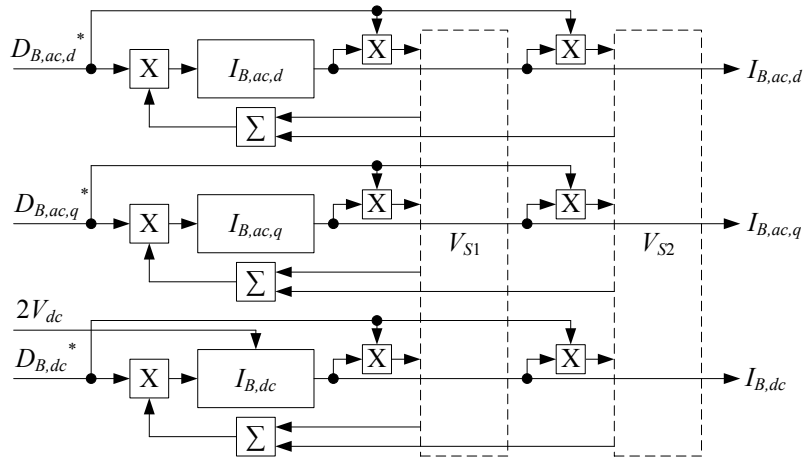 D_{B,ac,d}^* X I_{B,ac,d} X X I_{B,ac,d}
Σ
D_{B,ac,q}^* X I_{B,ac,q} X X I_{B,ac,q}
V_{S1} V_{S2}
Σ
2V_{dc}
D_{B,dc}^* X I_{B,dc} X X I_{B,dc}
Σ